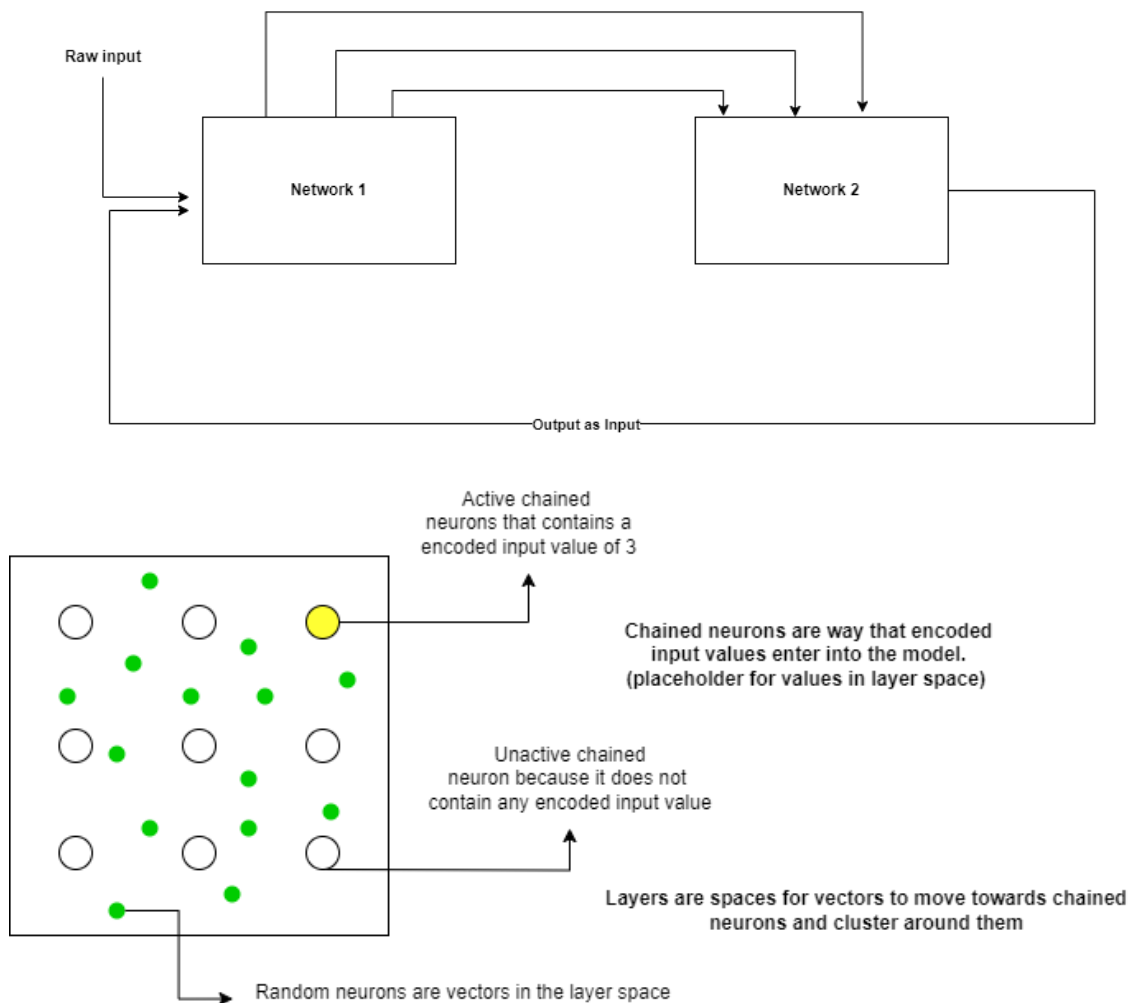 Raw input
Network 1
Network 2
Output as Input
Active chained
neurons that contains a
encoded input value of 3
Chained neurons are way that encoded
input values enter into the model.
(placeholder for values in layer space)
Unactive chained
neuron because it does not
contain any encoded input value
Layers are spaces for vectors to move towards chained
neurons and cluster around them
Random neurons are vectors in the layer space